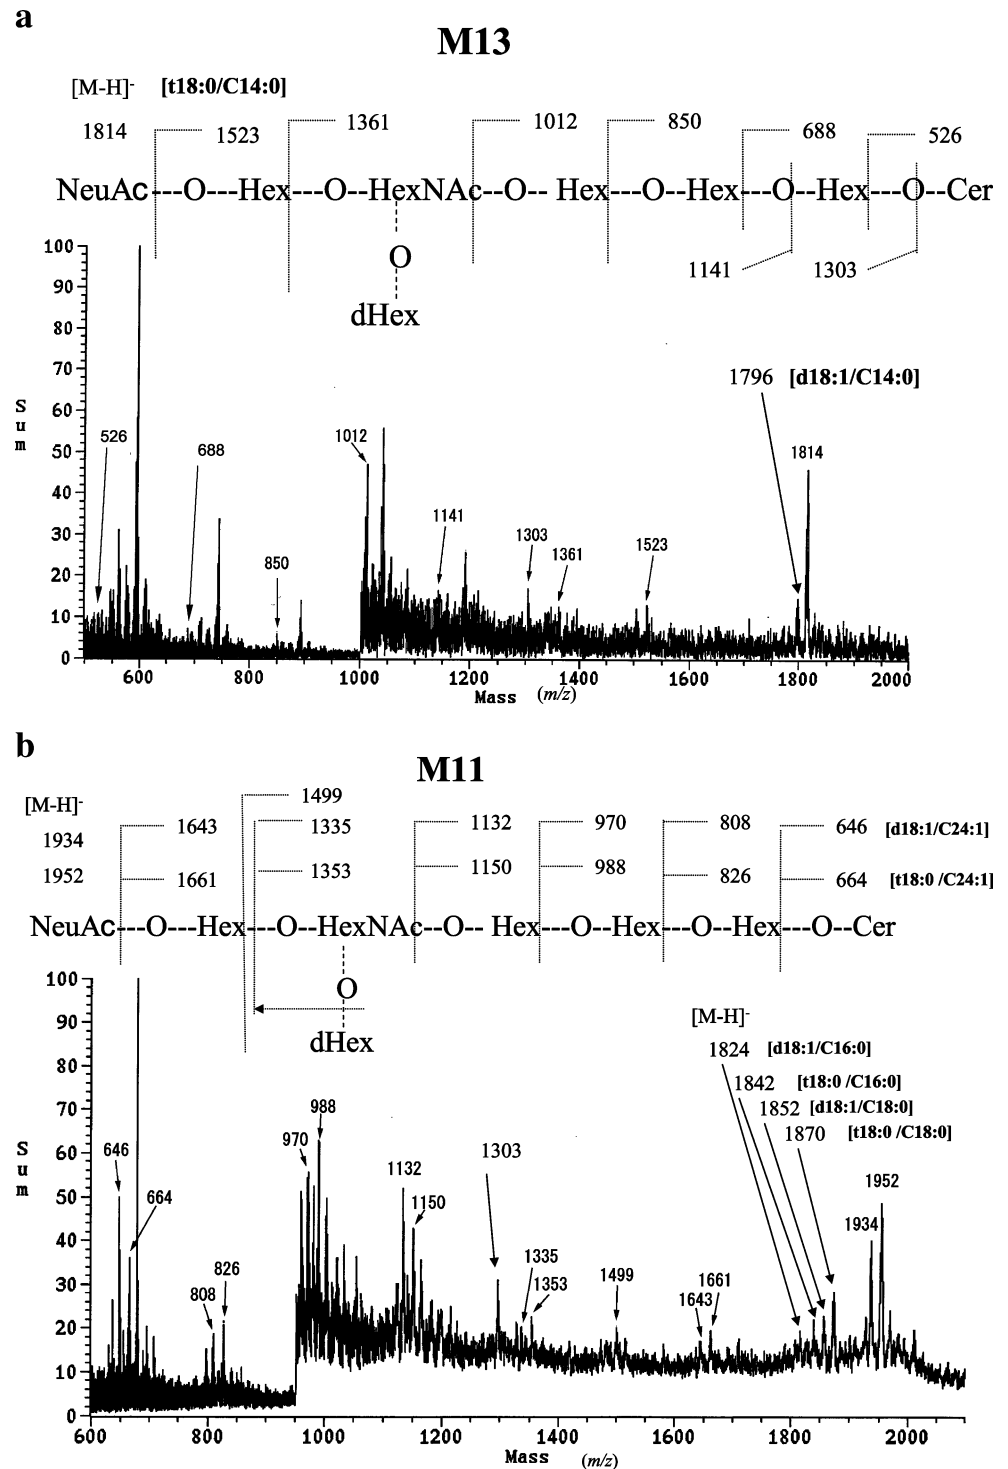 a
M13
[M-H]- [t18:0/C14:0]
1814 1523 1361 1012 850 688 526
NeuAc---O---Hex---O---HexNAc---O-- Hex---O---Hex---O---Hex---O---Cer
O
dHex
1141 1303
1796 [d18:1/C14:0]
1814
526 688 850 1012 1141 1303 1361 1523
100
90
80
70
60
50
40
30
20
10
0
Sum
600 800 1000 1200 1400 1600 1800 2000
Mass (m/z)
b
M11
[M-H]-
1499
1934 1643 1335 1132 970 808 646 [d18:1/C24:1]
1952 1661 1353 1150 988 826 664 [t18:0 /C24:1]
NeuAc---O---Hex---O---HexNAc---O-- Hex---O---Hex---O---Hex---O---Cer
O
dHex
[M-H]-
1824 [d18:1/C16:0]
1842 [t18:0 /C16:0]
1852 [d18:1/C18:0]
1870 [t18:0 /C18:0]
646 664 808 826 970 988 1132 1150 1303 1335 1353 1499 1643 1661 1934 1952
100
90
80
70
60
50
40
30
20
10
0
Sum
600 800 1000 1200 1400 1600 1800 2000
Mass (m/z)